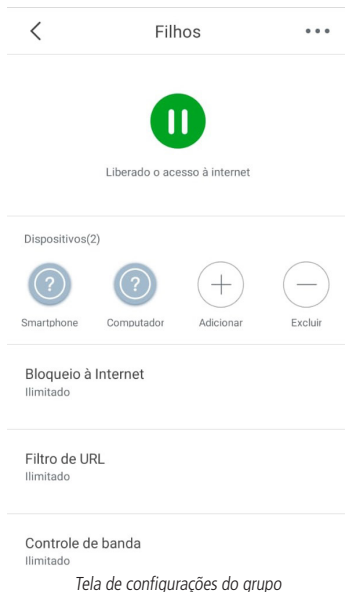 Filhos
Liberado o acesso à internet
Dispositivos(2)
Smartphone Computador Adicionar Excluir
Bloqueio à Internet
Ilimitado
Filtro de URL
Ilimitado
Controle de banda
Ilimitado
Tela de configurações do grupo